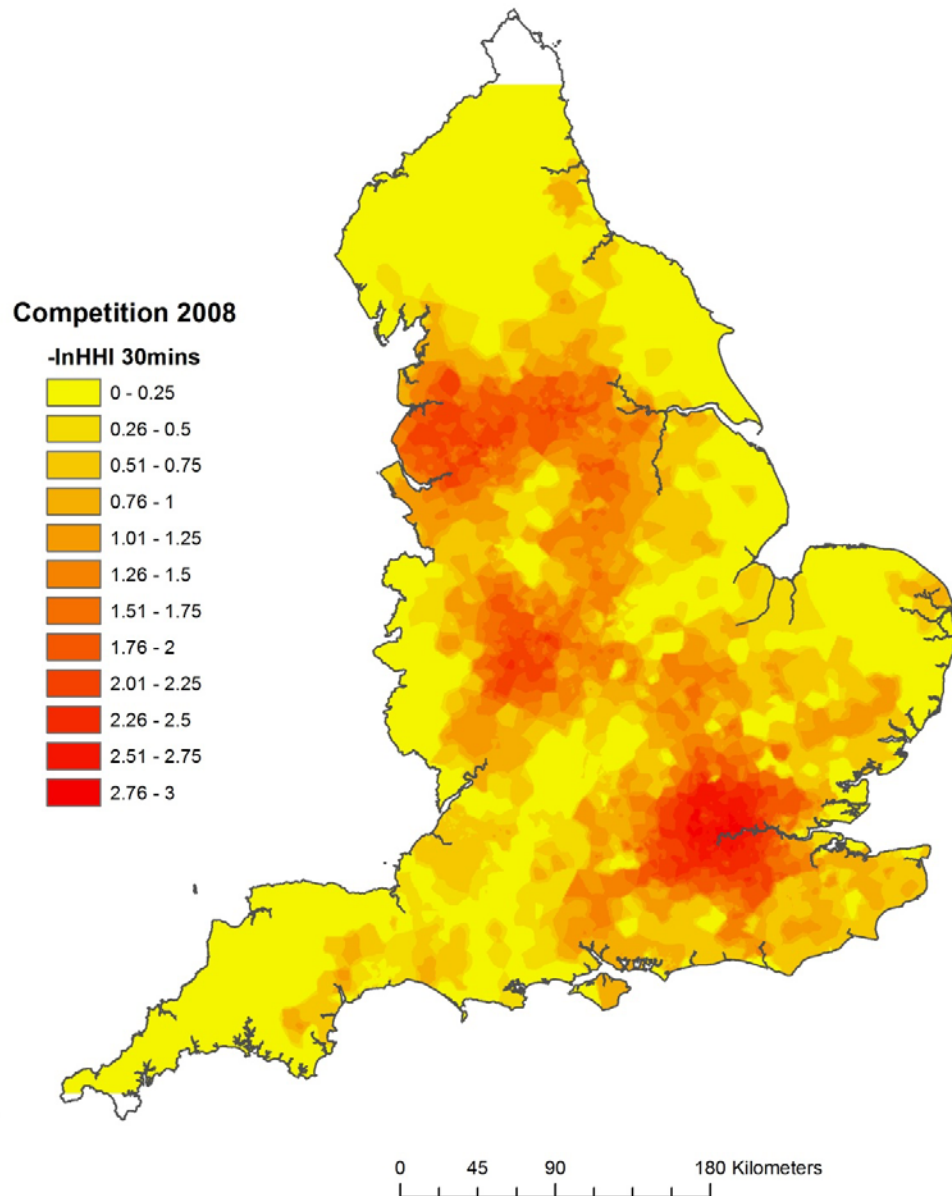 Competition 2008
-lnHHI 30mins
0 - 0.25
0.26 - 0.5
0.51 - 0.75
0.76 - 1
1.01 - 1.25
1.26 - 1.5
1.51 - 1.75
1.76 - 2
2.01 - 2.25
2.26 - 2.5
2.51 - 2.75
2.76 - 3
0 45 90 180 Kilometers